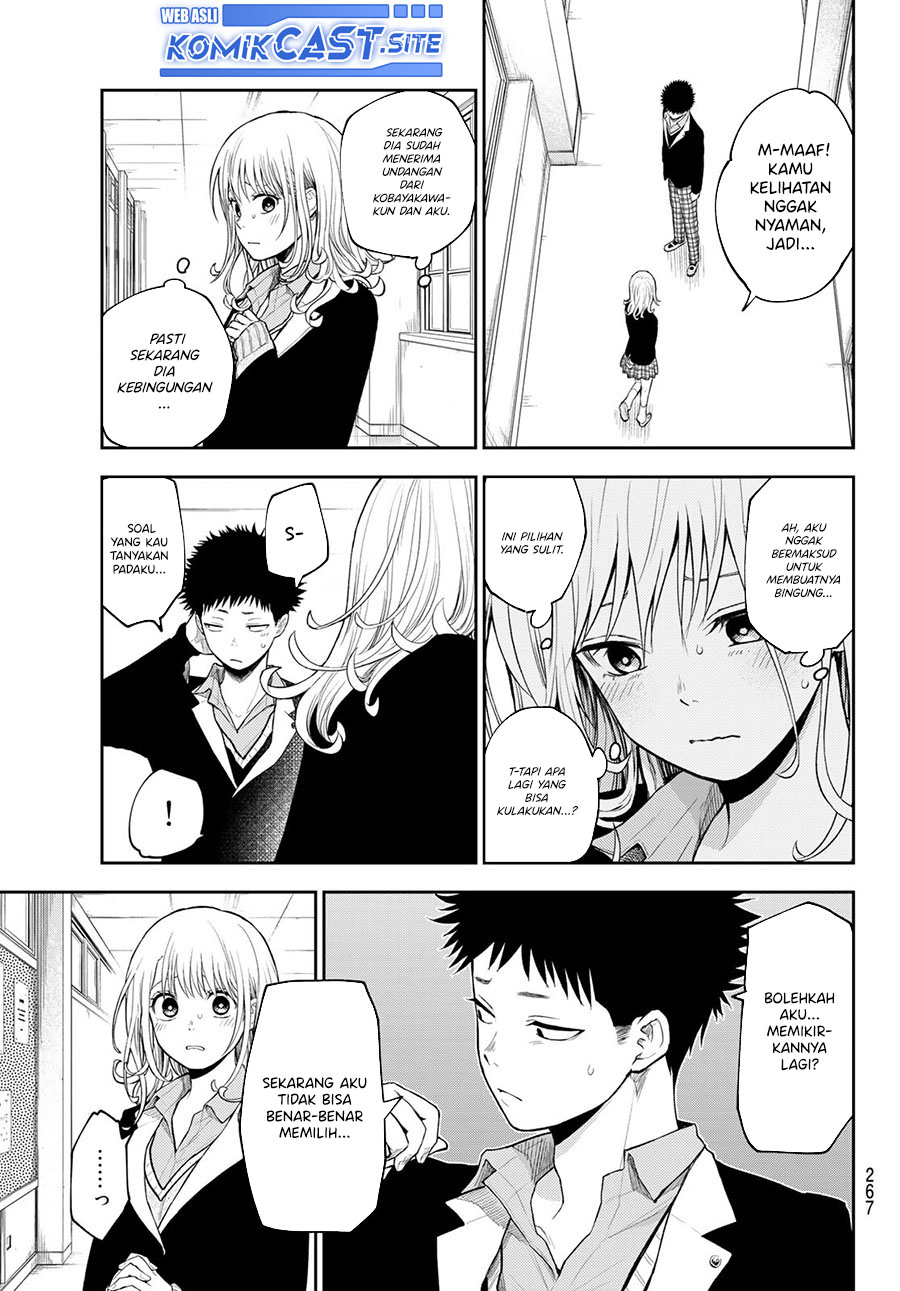 WEB ASLI
KOMIKCAST.SITE
M-MAAF!
KAMU
KELIHATAN
NGGAK
NYAMAN,
JADI...
SEKARANG
DIA SUDAH
MENERIMA
UNDANGAN
DARI
KOBAYAKAWA-
KUN DAN AKU.
PASTI
SEKARANG
DIA
KEBINGUNGAN
...
AH, AKU
NGGAK
BERMAKSUD
UNTUK
MEMBUATNYA
BINGUNG...
INI PILIHAN
YANG SULIT.
T-TAPI APA
LAGI YANG
BISA
KULAKUKAN...?
S-
SOAL
YANG KAU
TANYAKAN
PADAKU...
!
BOLEHKAH
AKU...
MEMIKIR-
KANNYA
LAGI?
SEKARANG AKU
TIDAK BISA
BENAR-BENAR
MEMILIH...
……っ
267